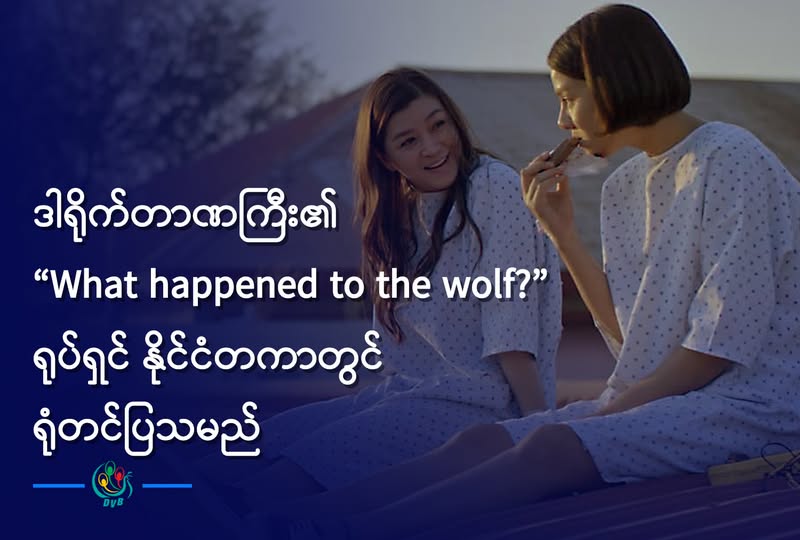 ဒါရိုက်တာဏကြီး၏
“What happened to the wolf?”
ရုပ်ရှင် နိုင်ငံတကာတွင်
ရုံတင်ပြသမည်
DVB